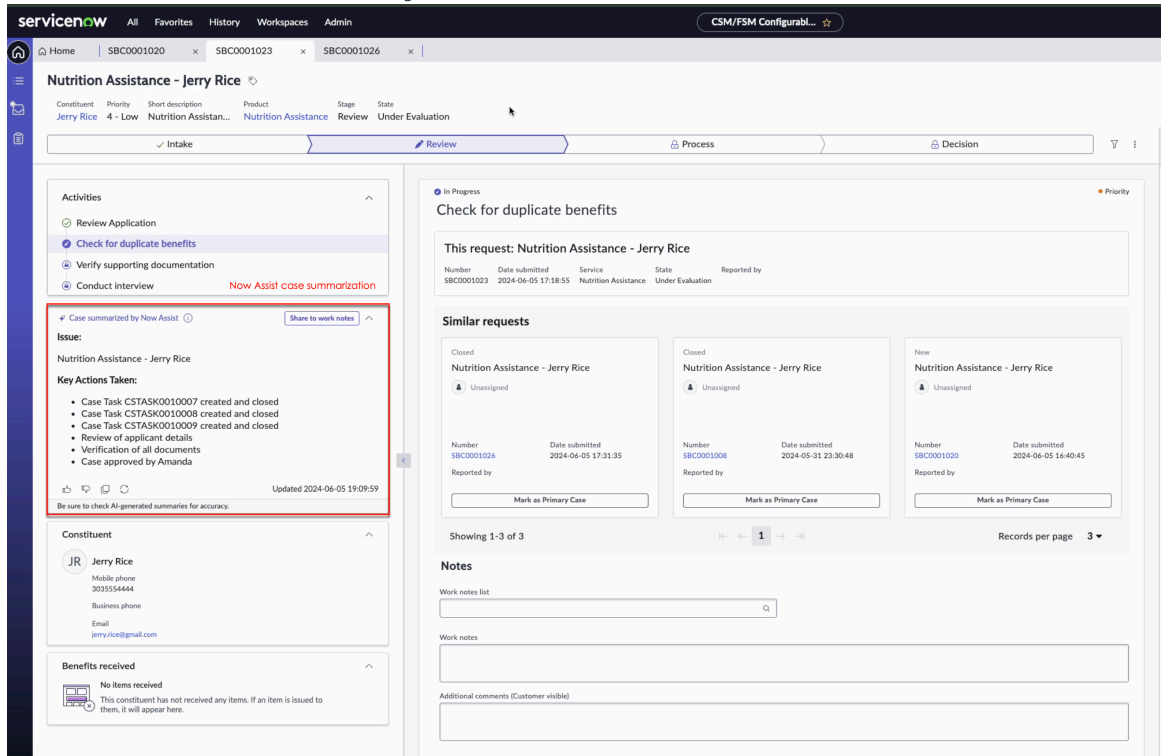 servicenow All Favorites History Workspaces Admin CSM/FSM Configurabl...
Home SBC0001020 × SBC0001023 × SBC0001026 ×
Nutrition Assistance - Jerry Rice
Constituent Priority Short description Product Stage State
Jerry Rice 4 - Low Nutrition Assistan... Nutrition Assistance Review Under Evaluation
Intake Review Process Decision
Activities
Review Application
Check for duplicate benefits
Verify supporting documentation
Conduct interview
Now Assist case summarization
Case summarized by Now Assist Share to work notes
Issue:
Nutrition Assistance - Jerry Rice
Key Actions Taken:
• Case Task CSTASK0010007 created and closed
• Case Task CSTASK0010008 created and closed
• Case Task CSTASK0010009 created and closed
• Review of applicant details
• Verification of all documents
• Case approved by Amanda
Updated 2024-06-05 19:09:59
Be sure to check AI-generated summaries for accuracy.
Constituent
JR Jerry Rice
Mobile phone
3035554444
Business phone
Email
jerry.rice@gmail.com
Benefits received
No items received
This constituent has not received any items. If an item is issued to
them, it will appear here.
In Progress Priority
Check for duplicate benefits
This request: Nutrition Assistance - Jerry Rice
Number Date submitted Service State Reported by
SBC0001023 2024-06-05 17:18:55 Nutrition Assistance Under Evaluation
Similar requests
Closed
Nutrition Assistance - Jerry Rice
Unassigned
Number Date submitted
SBC0001026 2024-06-05 17:31:35
Reported by
Mark as Primary Case
Closed
Nutrition Assistance - Jerry Rice
Unassigned
Number Date submitted
SBC0001008 2024-05-31 23:30:48
Reported by
Mark as Primary Case
New
Nutrition Assistance - Jerry Rice
Unassigned
Number Date submitted
SBC0001020 2024-06-05 16:40:45
Reported by
Mark as Primary Case
Showing 1-3 of 3 1 Records per page 3
Notes
Work notes list
Work notes
Additional comments (Customer visible)